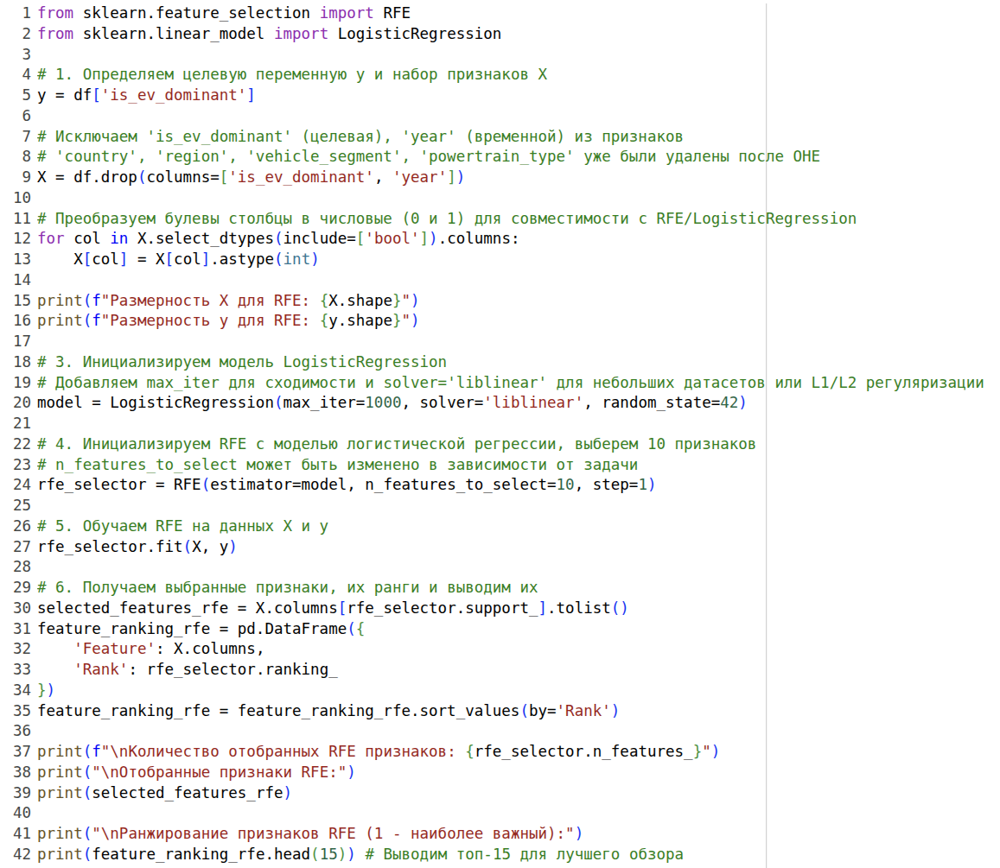 1 from sklearn.feature_selection import RFE
2 from sklearn.linear_model import LogisticRegression
3
4 # 1. Определяем целевую переменную y и набор признаков X
5 y = df['is_ev_dominant']
6
7 # Исключаем 'is_ev_dominant' (целевая), 'year' (временной) из признаков
8 # 'country', 'region', 'vehicle_segment', 'powertrain_type' уже были удалены после OHE
9 X = df.drop(columns=['is_ev_dominant', 'year'])
10
11 # Преобразуем булевы столбцы в числовые (0 и 1) для совместимости с RFE/LogisticRegression
12 for col in X.select_dtypes(include=['bool']).columns:
13     X[col] = X[col].astype(int)
14
15 print(f"Размерность X для RFE: {X.shape}")
16 print(f"Размерность y для RFE: {y.shape}")
17
18 # 3. Инициализируем модель LogisticRegression
19 # Добавляем max_iter для сходимости и solver='liblinear' для небольших датасетов или L1/L2 регуляризации
20 model = LogisticRegression(max_iter=1000, solver='liblinear', random_state=42)
21
22 # 4. Инициализируем RFE с моделью логистической регрессии, выберем 10 признаков
23 # n_features_to_select может быть изменено в зависимости от задачи
24 rfe_selector = RFE(estimator=model, n_features_to_select=10, step=1)
25
26 # 5. Обучаем RFE на данных X и y
27 rfe_selector.fit(X, y)
28
29 # 6. Получаем выбранные признаки, их ранги и выводим их
30 selected_features_rfe = X.columns[rfe_selector.support_].tolist()
31 feature_ranking_rfe = pd.DataFrame({
32     'Feature': X.columns,
33     'Rank': rfe_selector.ranking_
34 })
35 feature_ranking_rfe = feature_ranking_rfe.sort_values(by='Rank')
36
37 print(f"\nКоличество отобранных RFE признаков: {rfe_selector.n_features_}")
38 print("\nОтобранные признаки RFE:")
39 print(selected_features_rfe)
40
41 print("\nРанжирование признаков RFE (1 - наиболее важный):")
42 print(feature_ranking_rfe.head(15)) # Выводим топ-15 для лучшего обзора